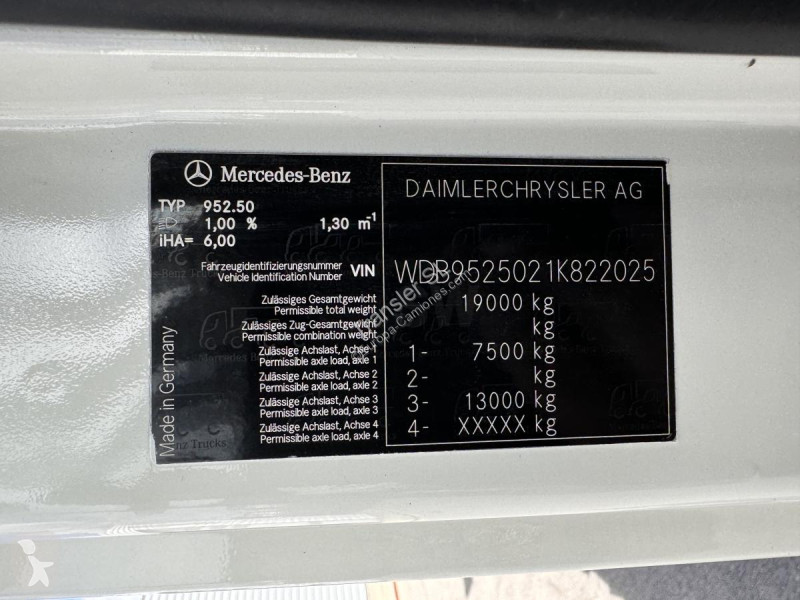 Mercedes-Benz
DAIMLERCHRYSLER AG
TYP 952.50
1,00 % 1,30 m-1
iHA= 6,00
Fahrzeugidentifizierungsnummer
Vehicle Identification Number
VIN WDB9525021K822025
Zulässiges Gesamtgewicht
Permissible total weight
19000 kg
Zulässiges Zug-Gesamtgewicht
Permissible combination weight
kg
Zulässige Achslast, Achse 1
Permissible axle load, axle 1
1- 7500 kg
Zulässige Achslast, Achse 2
Permissible axle load, axle 2
2- kg
Zulässige Achslast, Achse 3
Permissible axle load, axle 3
3- 13000 kg
Zulässige Achslast, Achse 4
Permissible axle load, axle 4
4- XXXXX kg
Made in Germany